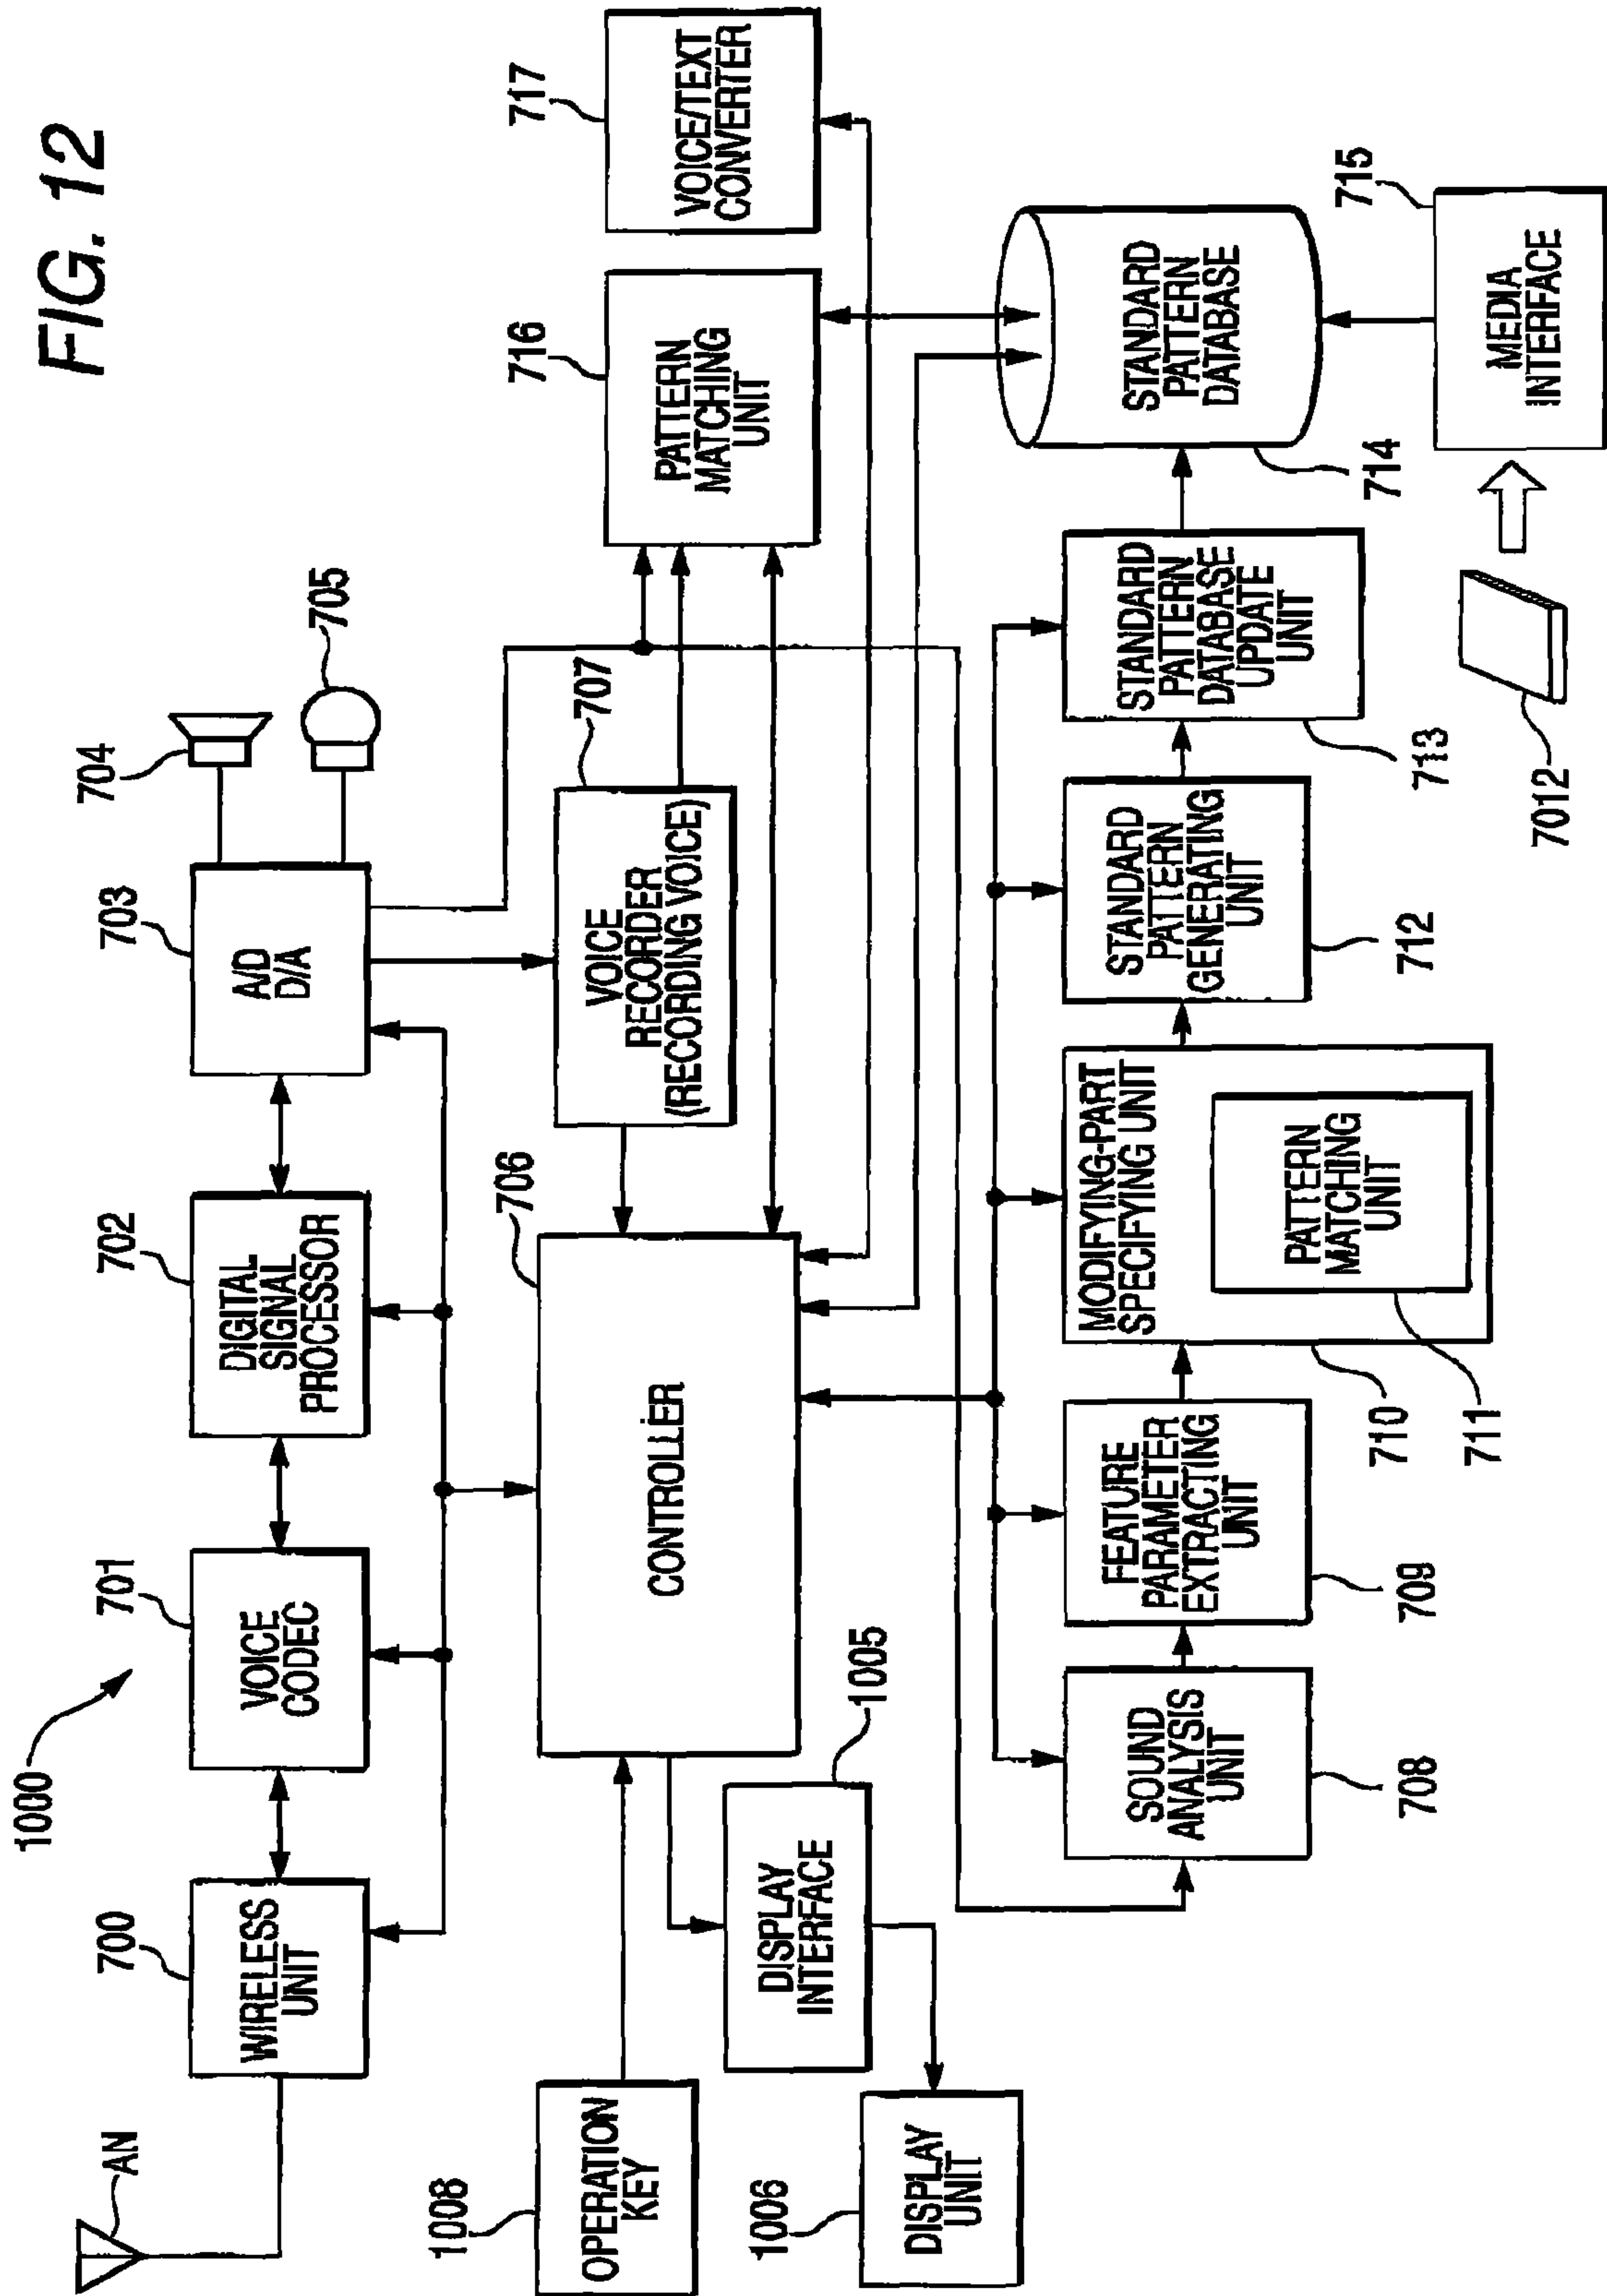 FIG. 12
1000
AN
700
WIRELESS
UNIT
701
VOICE
CODEC
702
DIGITAL
SIGNAL
PROCESSOR
703
A/D
D/A
704
705
1008
OPERATION
KEY
706
CONTROLLER
707
VOICE
RECORDER
(RECORDING VOICE)
716
PATTERN
MATCHING
UNIT
717
VOICE/TEXT
CONVERTER
1005
DISPLAY
INTERFACE
1006
DISPLAY
UNIT
SOUND
ANALYSIS
UNIT
708
FEATURE
PARAMETER
EXTRACTING
UNIT
709
MODIFYING-PART
SPECIFYING UNIT
PATTERN
MATCHING
UNIT
710
711
STANDARD
PATTERN
GENERATING
UNIT
712
STANDARD
PATTERN
DATABASE
UPDATE
UNIT
713
STANDARD
PATTERN
DATABASE
714
7012
715
MEDIA
INTERFACE